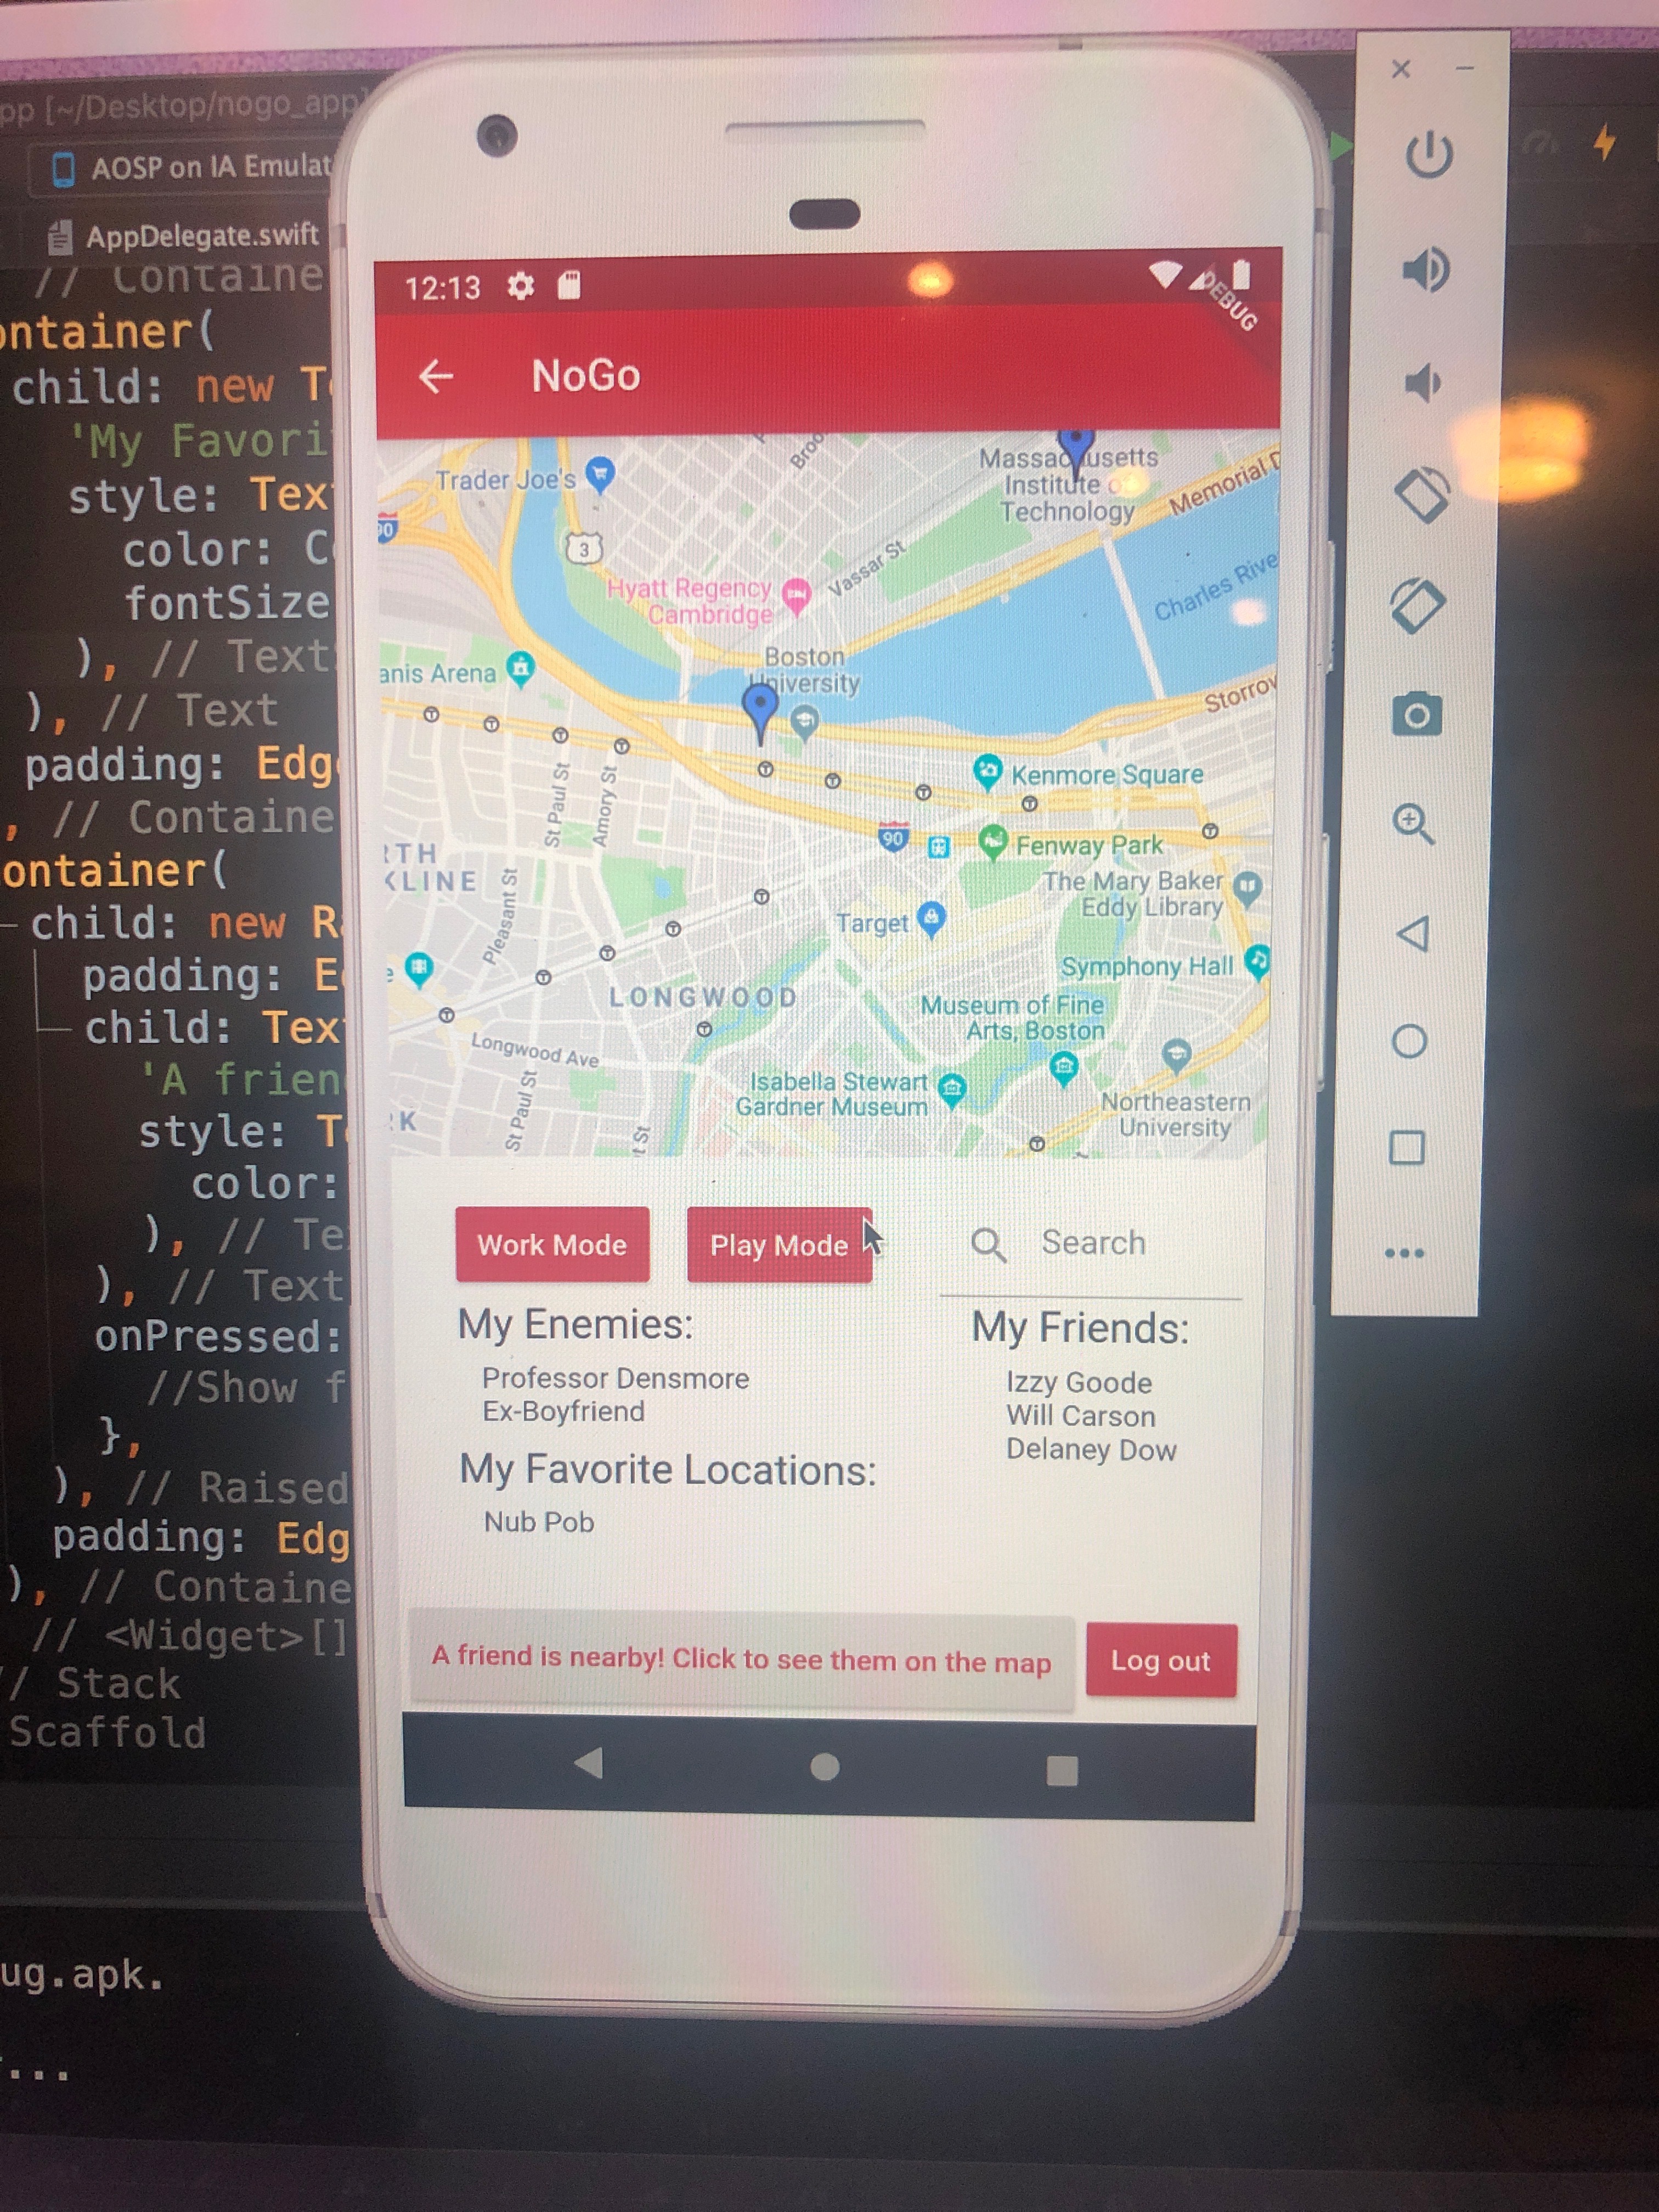 pp [~/Desktop/nogo_app]
AOSP on IA Emulat
AppDelegate.swift
// Containe
ontainer(
child: new T
'My Favori
style: Tex
color: C
fontSize
), // Text
), // Text
padding: Edg
, // Containe
ontainer(
child: new R
padding: E
child: Tex
'A frien
style: T
color:
), // Te
), // Text
onPressed:
//Show f
},
), // Raised
padding: Edg
), // Containe
// <Widget>[]
// Stack
Scaffold
ug.apk.
...
12:13
DEBUG
NoGo
Trader Joe's
Broo
Massachusetts
Institute of
Technology
Memorial D
90
3
Hyatt Regency
Cambridge
Vassar St
Charles Rive
anis Arena
Boston
University
Storrow
St Paul St
Amory St
Kenmore Square
90
Fenway Park
RTH
KLINE
Pleasant St
The Mary Baker
Eddy Library
Target
e
Symphony Hall
LONGWOOD
Museum of Fine
Arts, Boston
Longwood Ave
St Paul St
Isabella Stewart
Gardner Museum
K
t St
Northeastern
University
Work Mode
Play Mode
Search
My Enemies:
Professor Densmore
Ex-Boyfriend
My Favorite Locations:
Nub Pob
My Friends:
Izzy Goode
Will Carson
Delaney Dow
A friend is nearby! Click to see them on the map
Log out